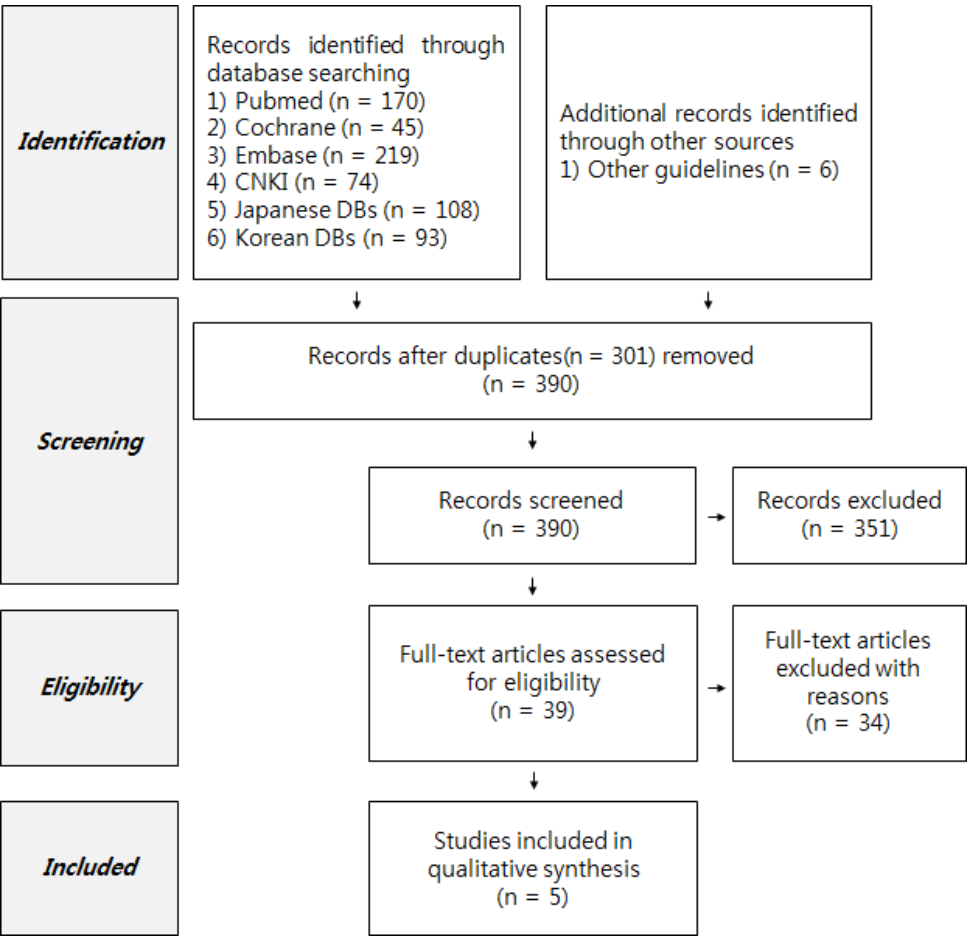 Identification
Records identified through
database searching
1) Pubmed (n = 170)
2) Cochrane (n = 45)
3) Embase (n = 219)
4) CNKI (n = 74)
5) Japanese DBs (n = 108)
6) Korean DBs (n = 93)
Additional records identified
through other sources
1) Other guidelines (n = 6)
Screening
Records after duplicates(n = 301) removed
(n = 390)
Records screened
(n = 390)
Records excluded
(n = 351)
Eligibility
Full-text articles assessed
for eligibility
(n = 39)
Full-text articles
excluded with
reasons
(n = 34)
Included
Studies included in
qualitative synthesis
(n = 5)